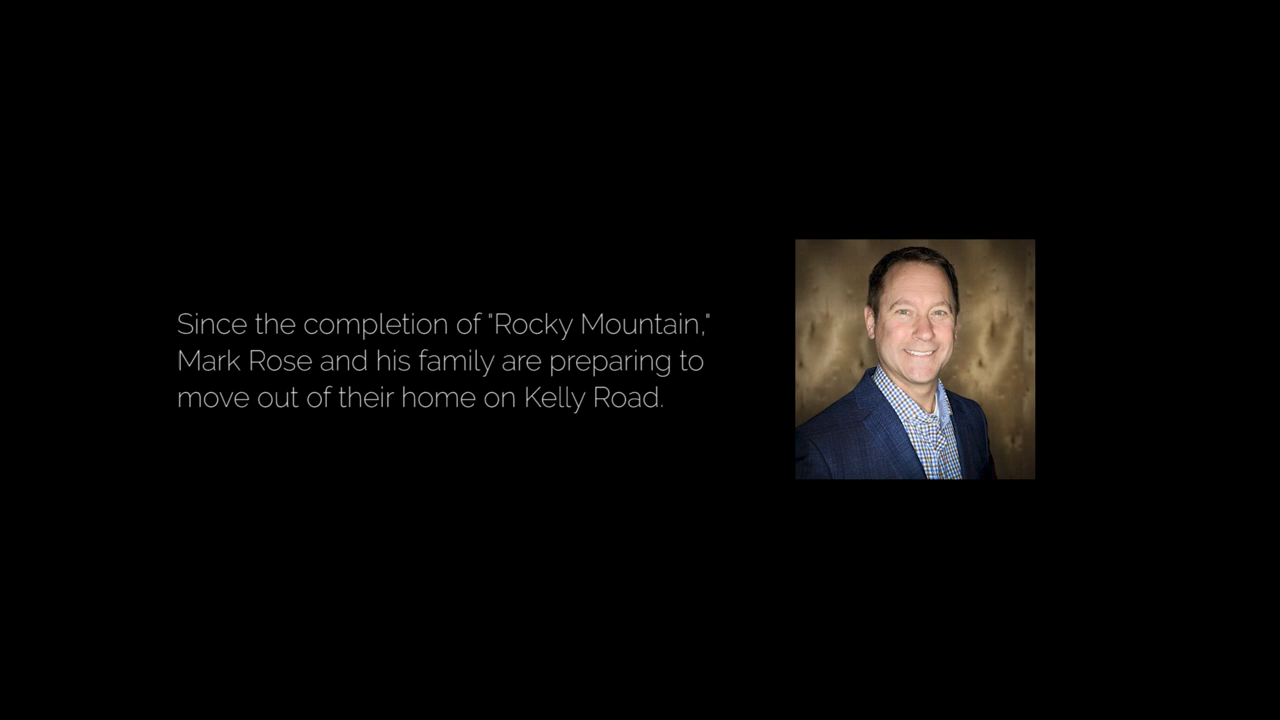 Since the completion of "Rocky Mountain,"
Mark Rose and his family are preparing to
move out of their home on Kelly Road.